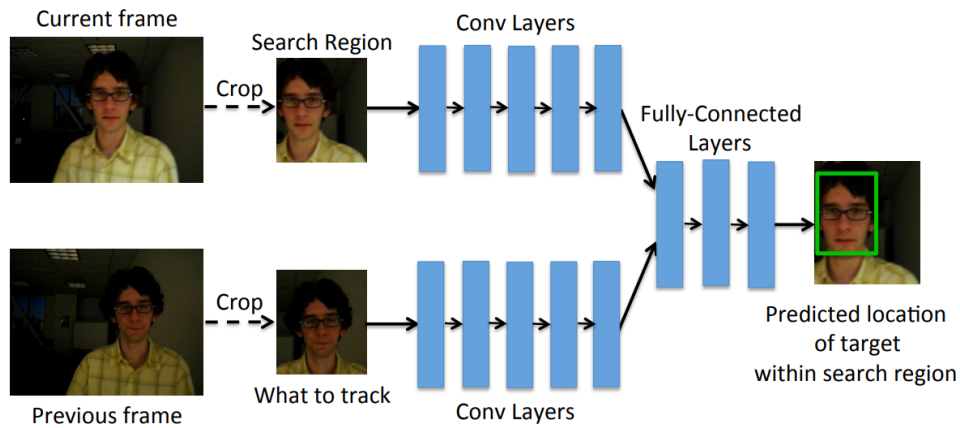 Current frame
Search Region
Conv Layers
Crop
Fully-Connected
Layers
Crop
Previous frame
What to track
Conv Layers
Predicted location
of target
within search region